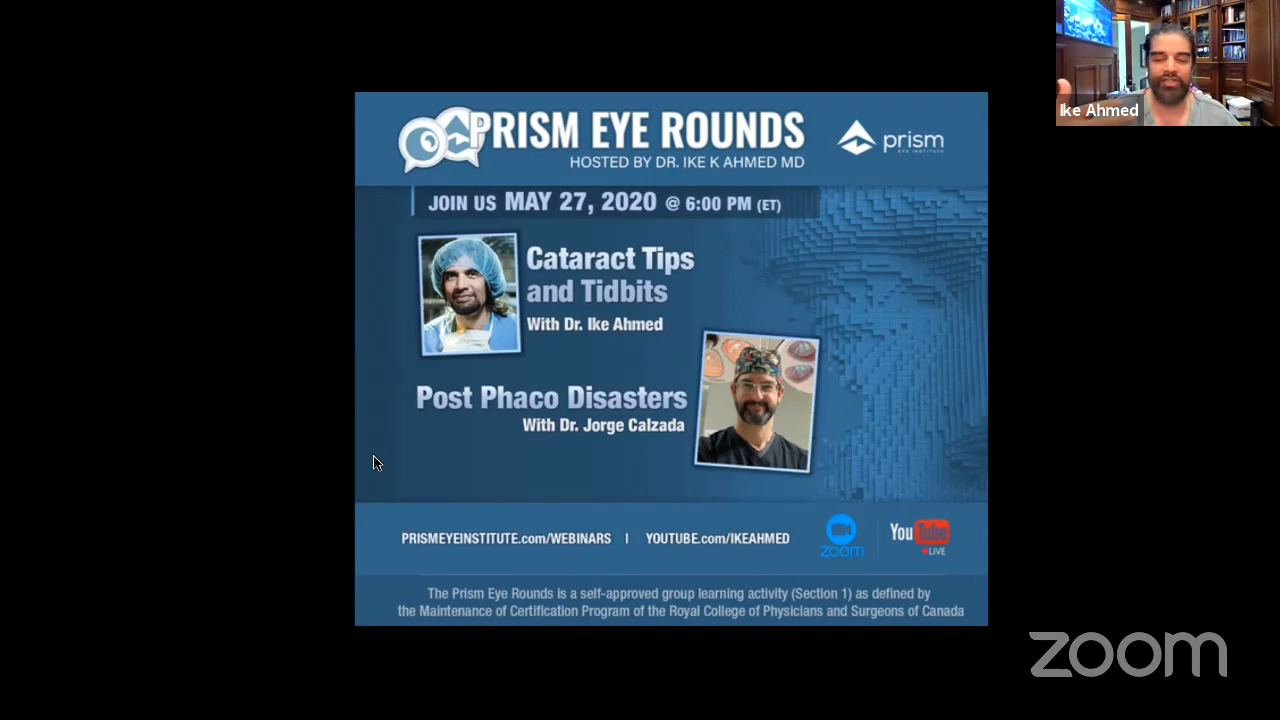 Ike Ahmed
PRISM EYE ROUNDS
HOSTED BY DR. IKE K AHMED MD
prism
EYE INSTITUTE
JOIN US MAY 27, 2020 @ 6:00 PM (ET)
Cataract Tips
and Tidbits
With Dr. Ike Ahmed
Post Phaco Disasters
With Dr. Jorge Calzada
PRISMEYEINSTITUTE.com/WEBINARS | YOUTUBE.com/IKEAHMED
zoom
YouTube
LIVE
The Prism Eye Rounds is a self-approved group learning activity (Section 1) as defined by
the Maintenance of Certification Program of the Royal College of Physicians and Surgeons of Canada
zoom